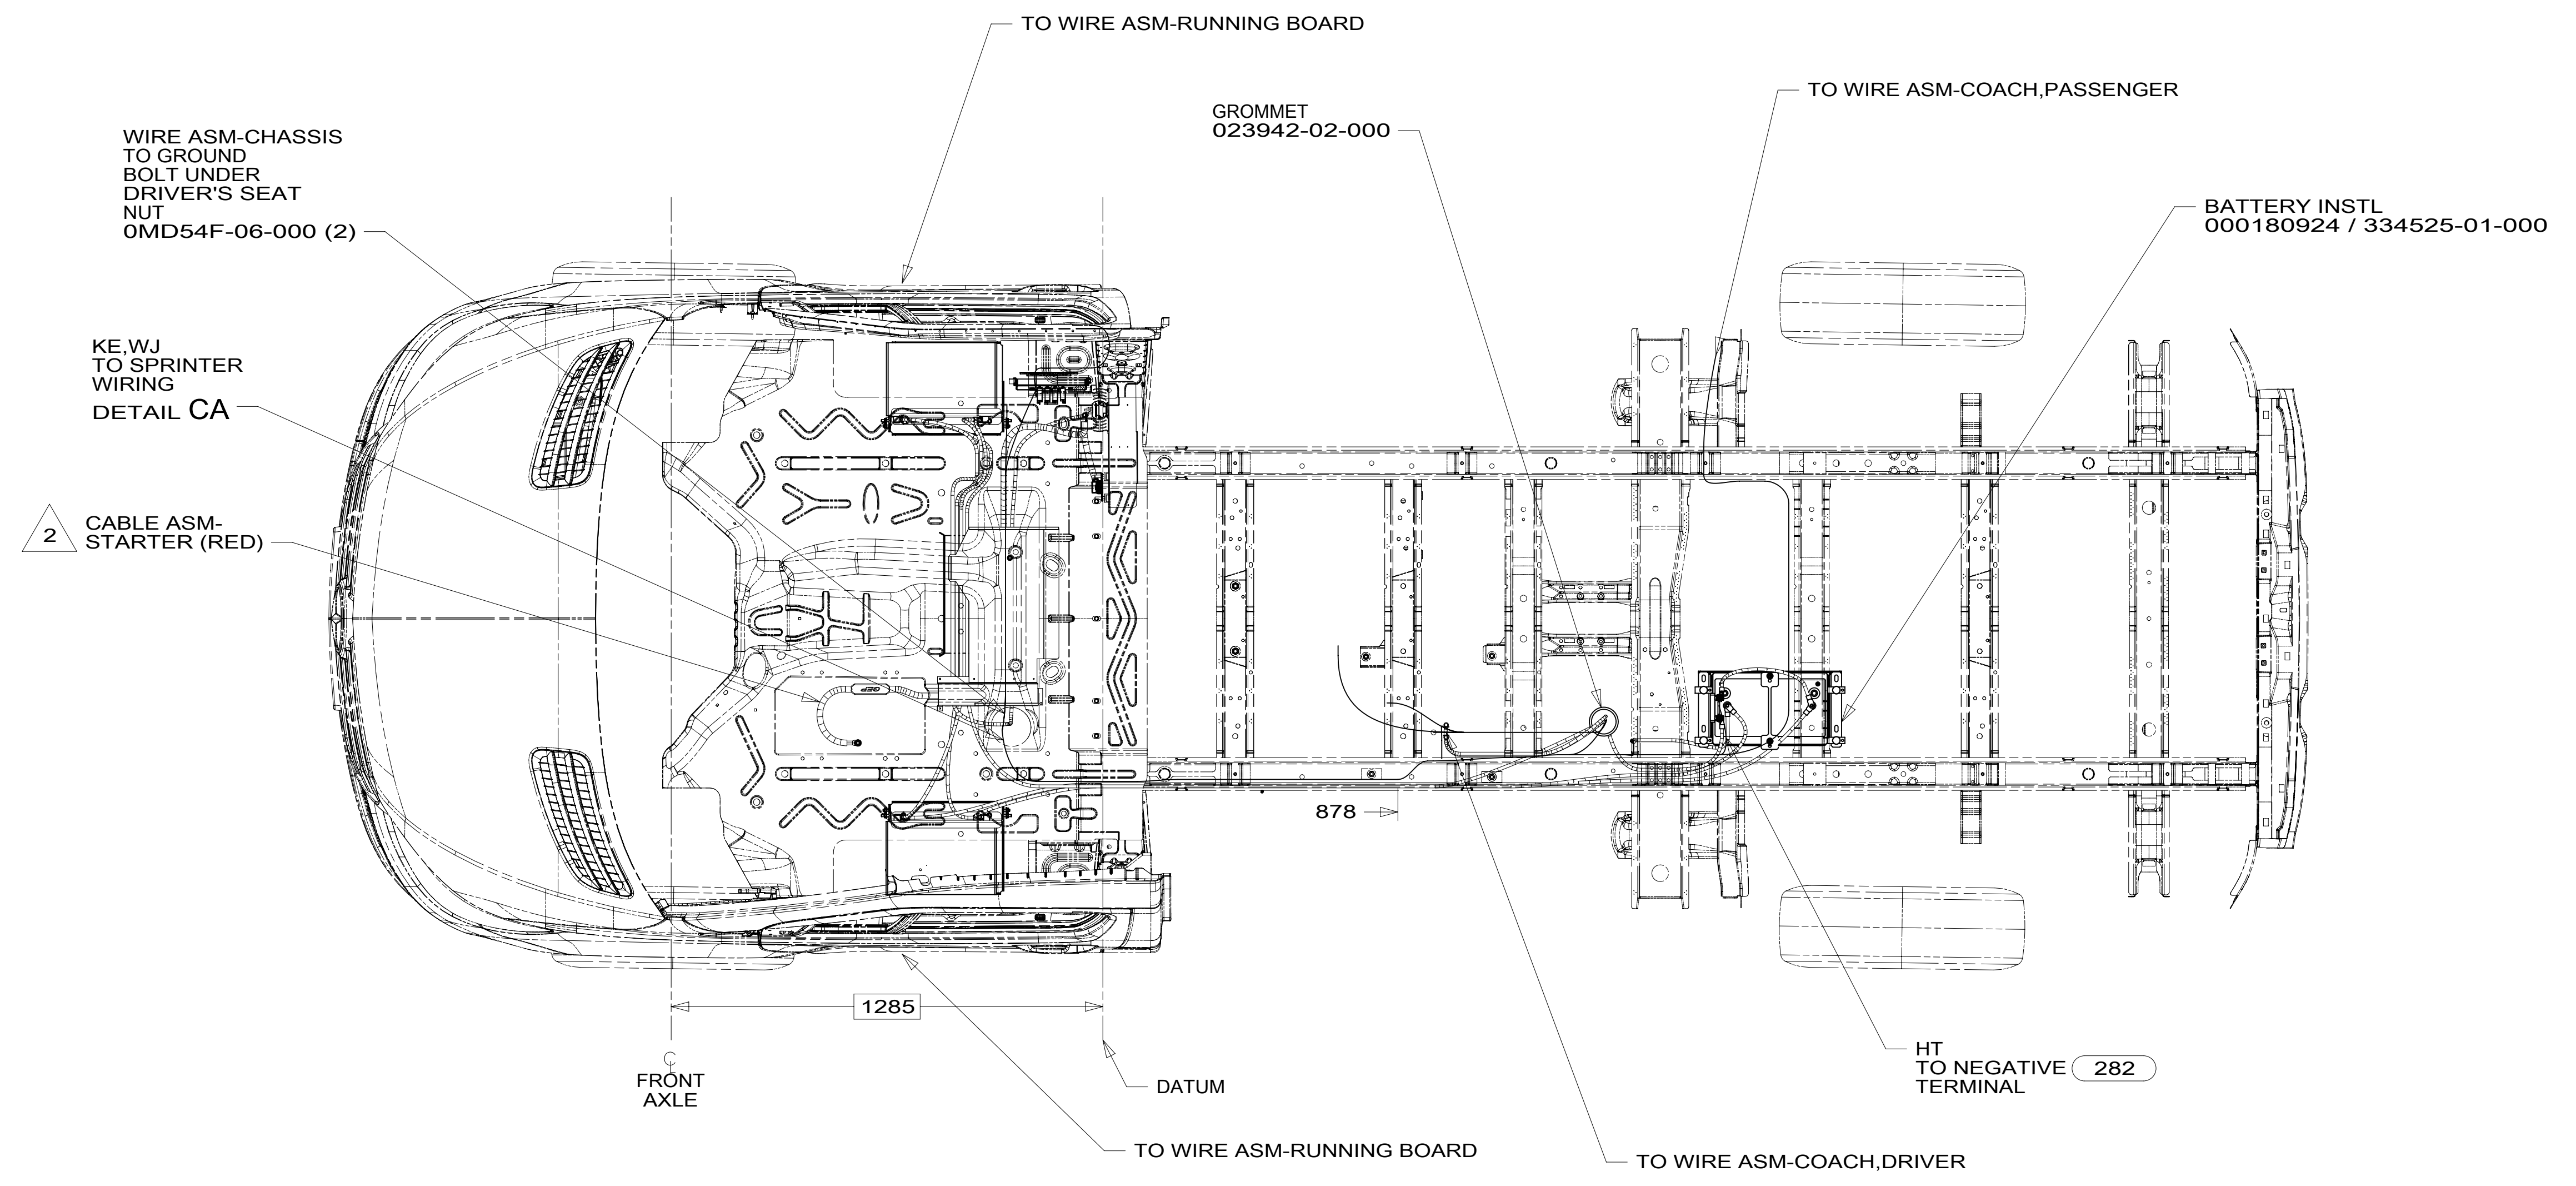 TO WIRE ASM-RUNNING BOARD
TO WIRE ASM-COACH,PASSENGER
GROMMET
023942-02-000
WIRE ASM-CHASSIS
TO GROUND
BOLT UNDER
DRIVER'S SEAT
NUT
0MD54F-06-000 (2)
BATTERY INSTL
000180924 / 334525-01-000
KE,WJ
TO SPRINTER
WIRING
DETAIL CA
2
CABLE ASM-
STARTER (RED)
878
1285
CL
FRONT
AXLE
DATUM
HT
TO NEGATIVE 282
TERMINAL
TO WIRE ASM-RUNNING BOARD
TO WIRE ASM-COACH,DRIVER